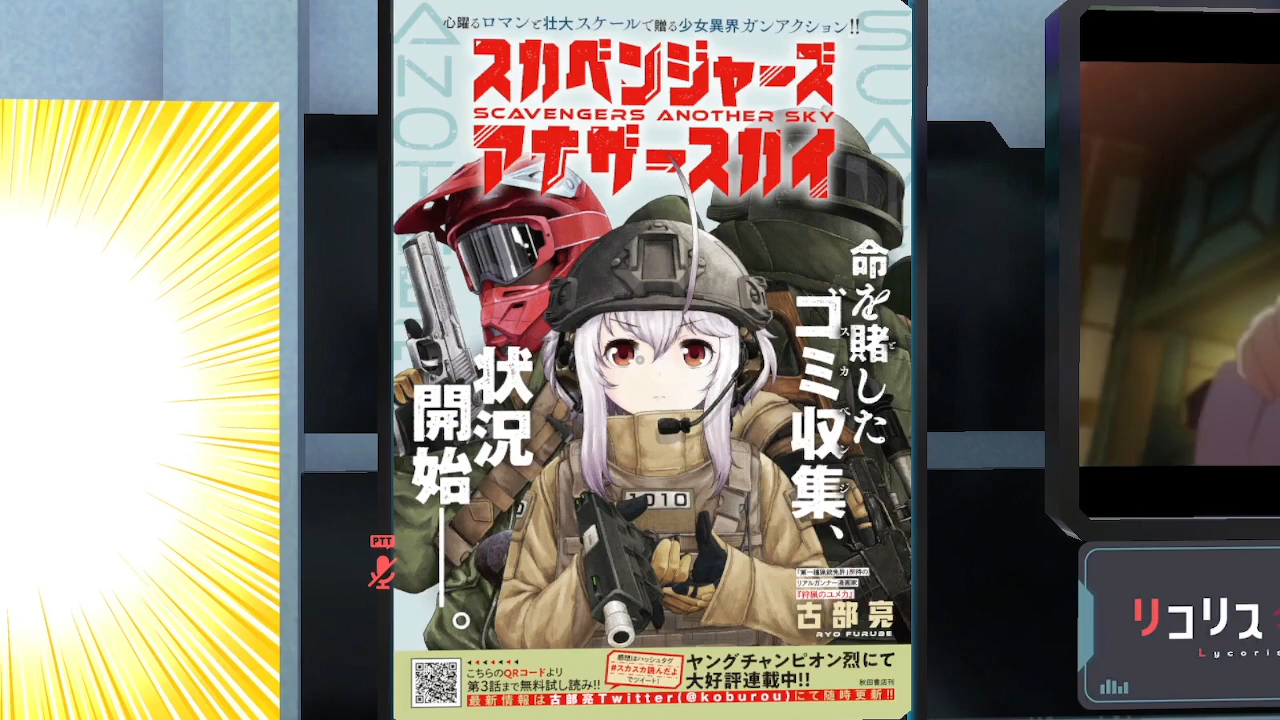 心曜るロマンと壮大スケールで贈る少女異界ガンアクション!!
スカベンジャーズ
SCAVENGERS ANOTHER SKY
アナザースカイ
命を賭した
ゴミ収集、
スカベンジ
状況
開始
――。
1010
「第一種猟銃免許」所持の
リアルガンナー漫画家
『狩猟のユメカ』
古部亮
RYO FURUBE
こちらのQRコードより
第3話まで無料試し読み!!
感想はハッシュタグ
#スカスカ読んだよ
でツイート!
ヤングチャンピオン烈にて
大好評連載中!!
秋田書店刊
最新情報は古部亮Twitter(@koburou)にて随時更新!!
PTT
リコリス
Lycoris